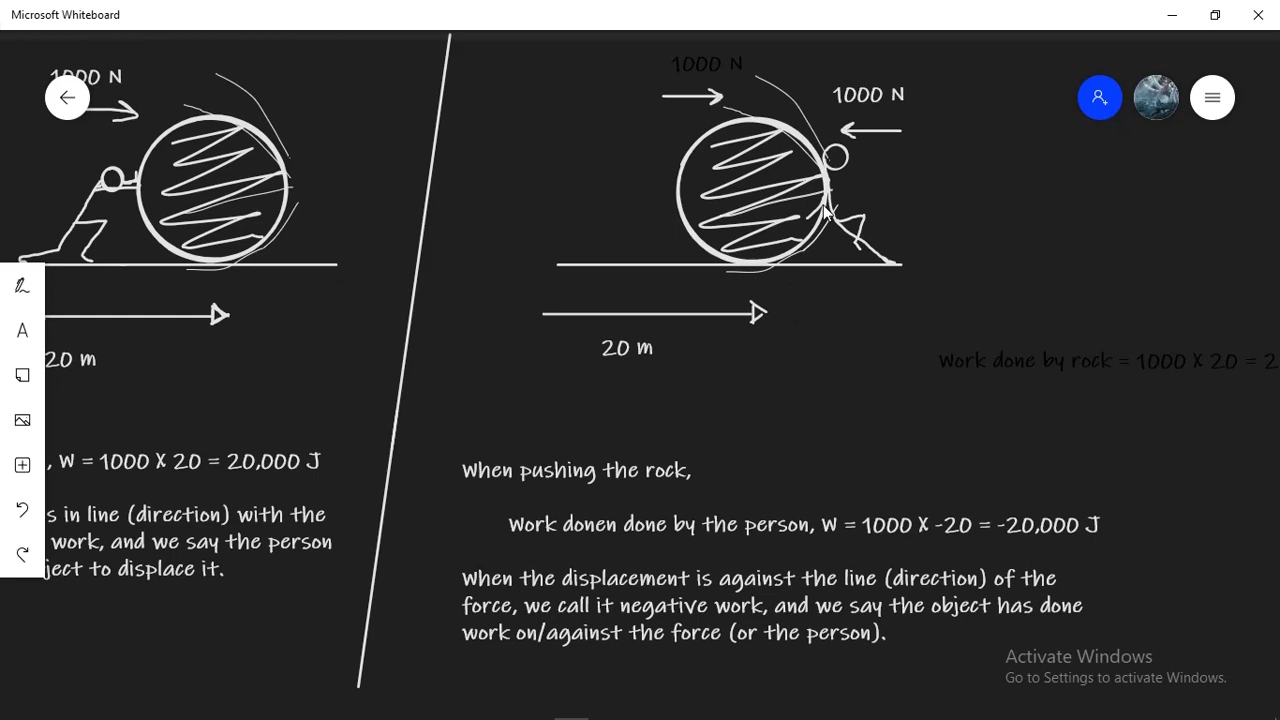 Microsoft Whiteboard
1000 N
1000 N
1000 N
20 m
20 m
Work done by rock = 1000 X 20 = 2
, W = 1000 X 20 = 20,000 J
When pushing the rock,
s in line (direction) with the
work, and we say the person
ject to displace it.
Work donen done by the person, W = 1000 X -20 = -20,000 J
When the displacement is against the line (direction) of the
force, we call it negative work, and we say the object has done
work on/against the force (or the person).
Activate Windows
Go to Settings to activate Windows.